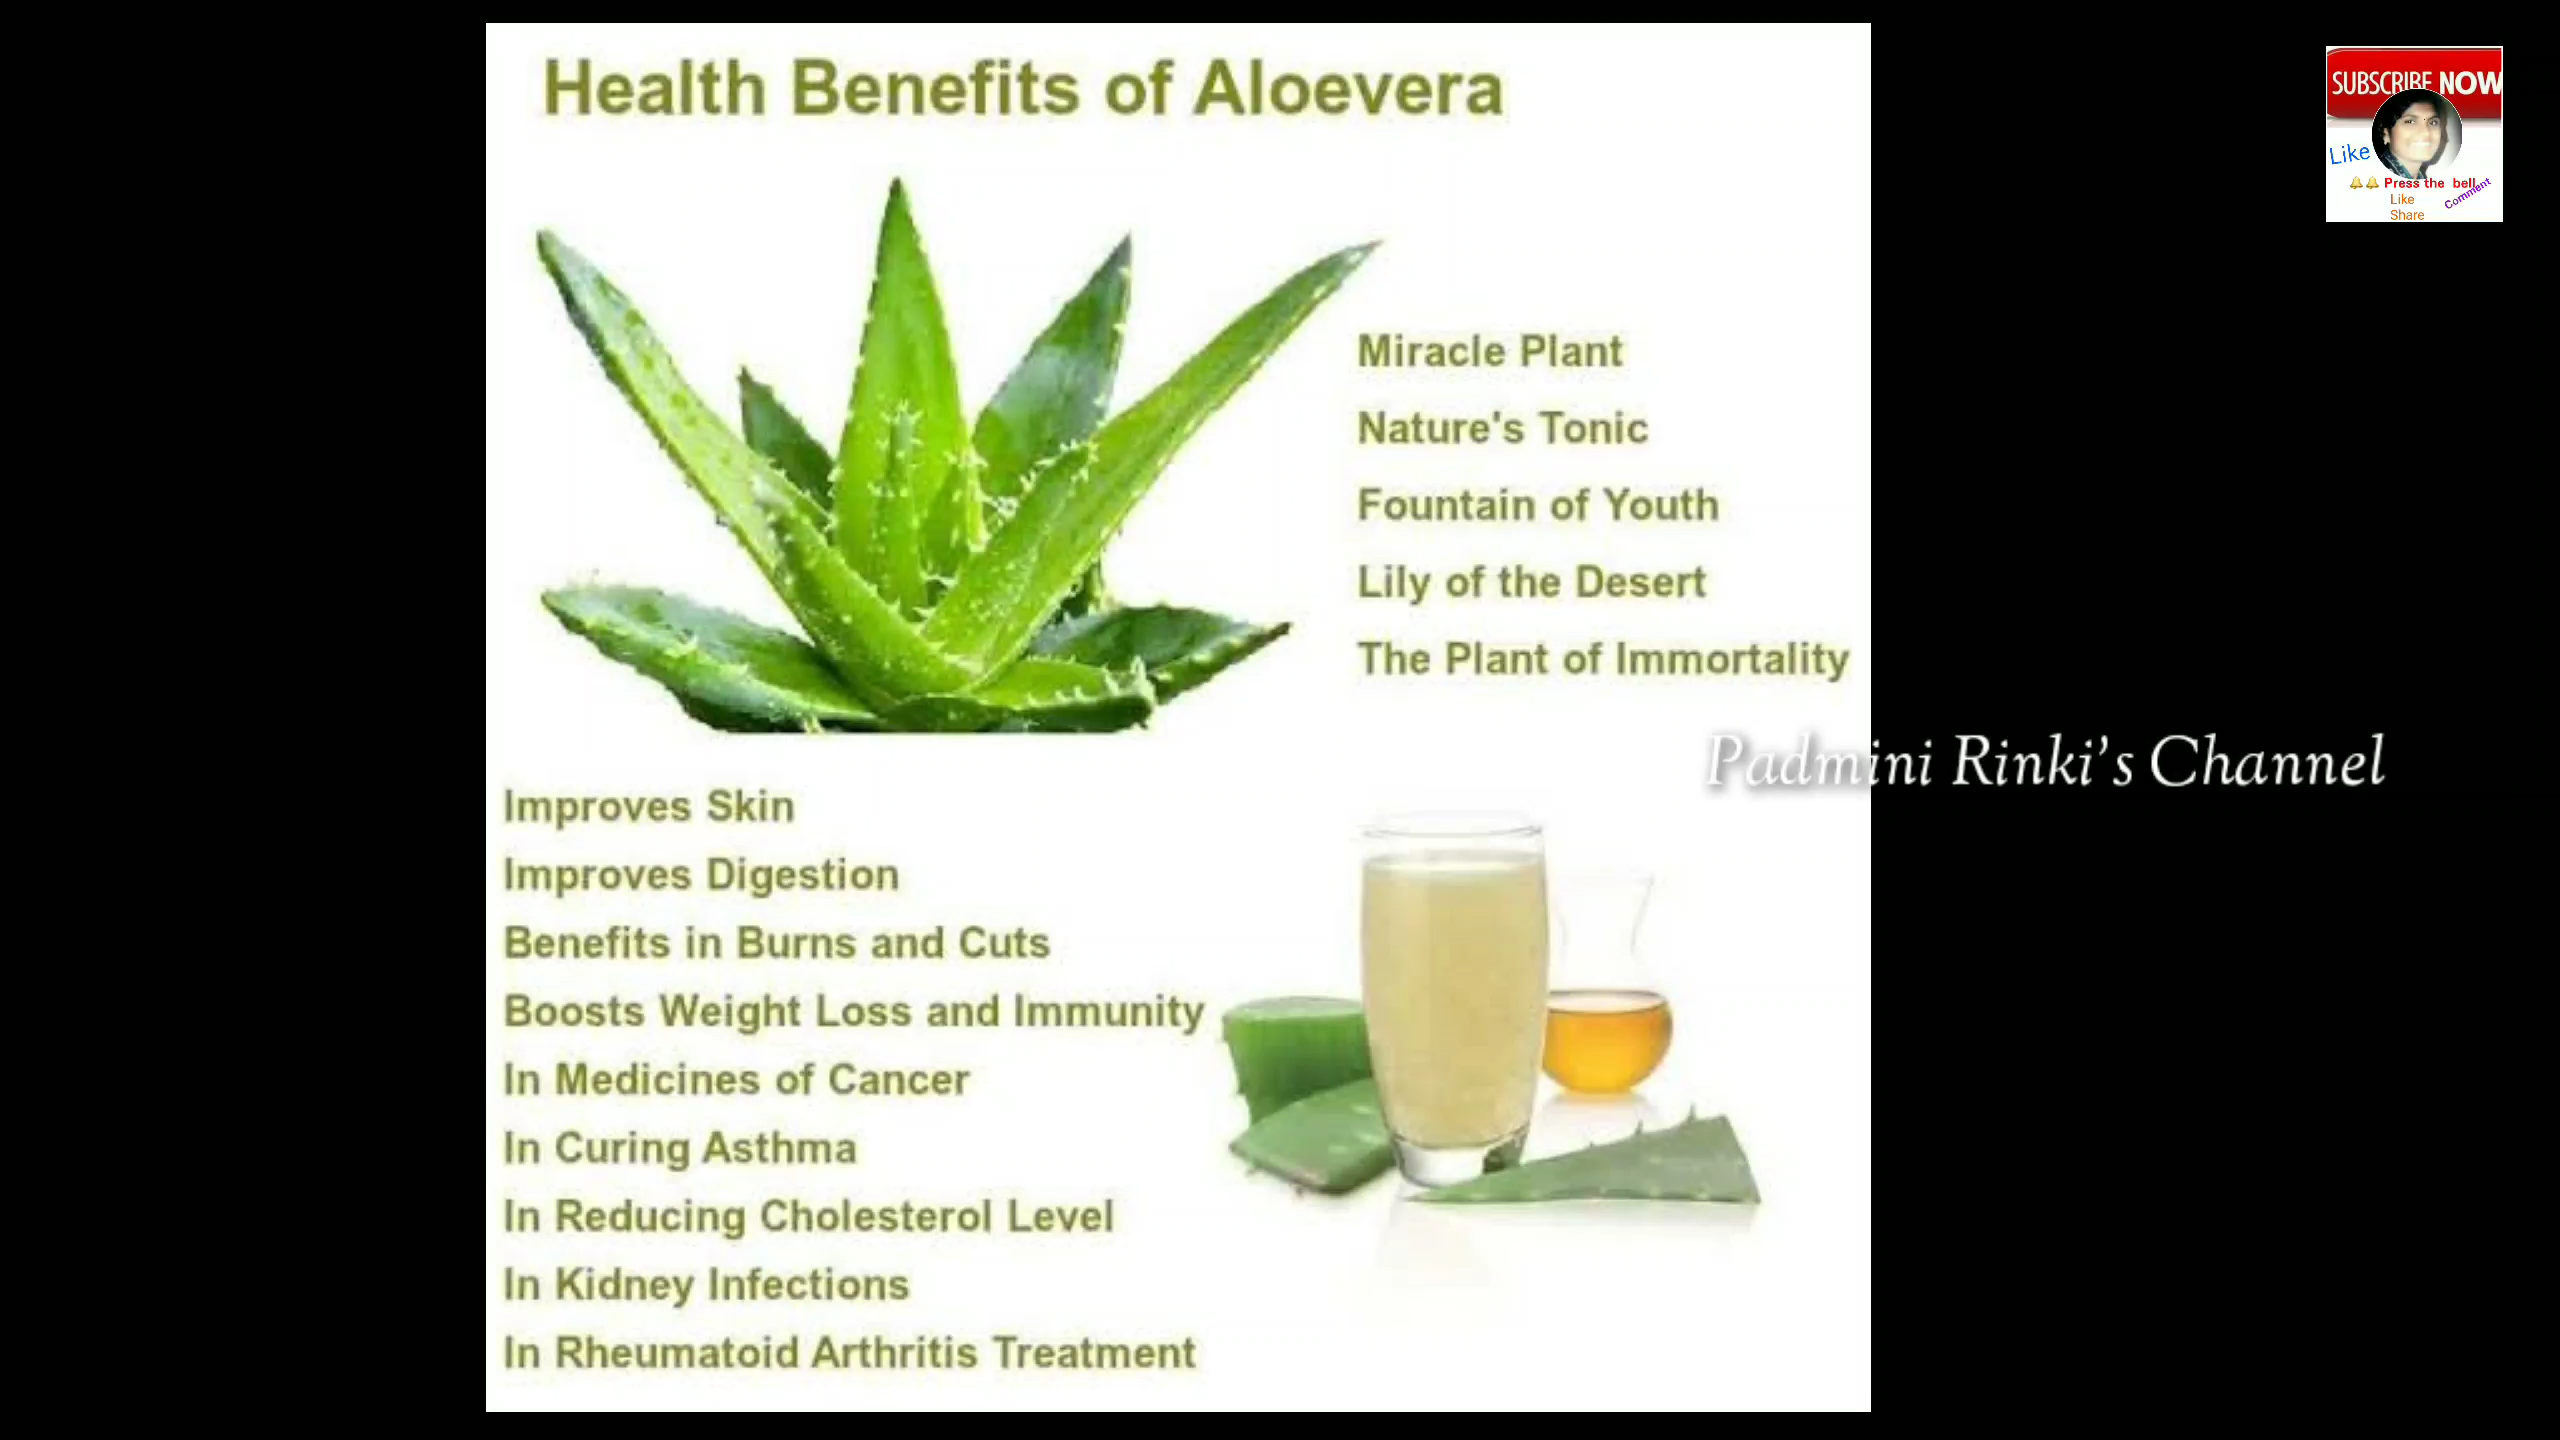 Health Benefits of Aloevera
Miracle Plant
Nature's Tonic
Fountain of Youth
Lily of the Desert
The Plant of Immortality
Padmini Rinki's Channel
Improves Skin
Improves Digestion
Benefits in Burns and Cuts
Boosts Weight Loss and Immunity
In Medicines of Cancer
In Curing Asthma
In Reducing Cholesterol Level
In Kidney Infections
In Rheumatoid Arthritis Treatment
SUBSCRIBE NOW
Like
Press the bell
Comment
Like
Share